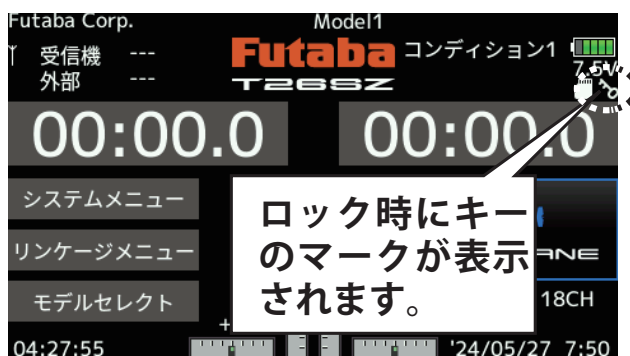 Futaba Corp. Model1
受信機 ---
外部 ---
Futaba
T26SZ
コンディション1
7.5V
00:00.0 00:00.0
システムメニュー
リンケージメニュー
モデルセレクト
ロック時にキー
のマークが表示
されます。
ANE
18CH
04:27:55 '24/05/27 7:50